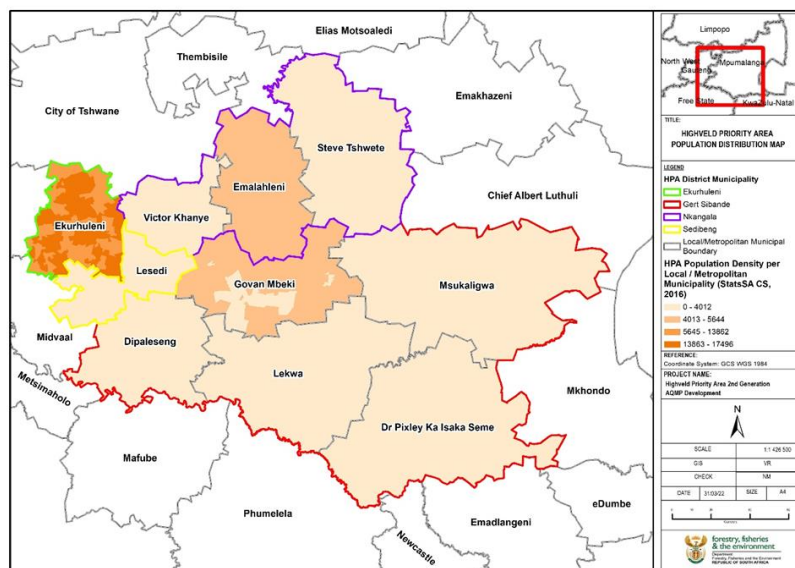 Elias Motsoaledi
Thembisile
City of Tshwane
Emakhazeni
Steve Tshwete
Emalahleni
Chief Albert Luthuli
Victor Khanye
Ekurhuleni
Lesedi
Govan Mbeki
Msukaligwa
Midvaal
Dipaleseng
Metsimaholo
Lekwa
Mkhondo
Dr Pixley Ka Isaka Seme
Mafube
eDumbe
Phumelela
Emadlangeni
Newcastle
Limpopo
North West
Mpumalanga
Gauteng
Free State
KwaZulu-Natal
TITLE:
HIGHVELD PRIORITY AREA
POPULATION DISTRIBUTION MAP
LEGEND
HPA District Municipality
Ekurhuleni
Gert Sibande
Nkangala
Sedibeng
Local/Metropolitan Municipal
Boundary
HPA Population Density per
Local / Metropolitan
Municipality (StatsSA CS,
2016)
0 - 4012
4013 - 5644
5645 - 13862
13863 - 17496
REFERENCE:
Coordinate System: GCS WGS 1984
PROJECT NAME:
Highveld Priority Area 2nd Generation
AQMP Development
N
SCALE 1:1 426 500
GIS VR
CHECK NM
DATE 31/03/22 SIZE A4
Kilometers
forestry, fisheries
& the environment
Department:
Forestry, Fisheries and the Environment
REPUBLIC OF SOUTH AFRICA